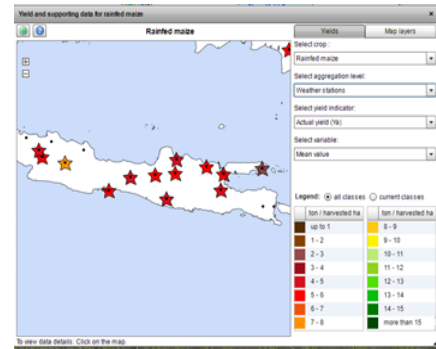 Yield and supporting data for rainfed maize
x
?
Rainfed maize
Yields
Map layers
Select crop :
Rainfed maize
Select aggregation level:
Weather stations
Select yield indicator:
Actual yield (Ya)
Select variable:
Mean value
Legend: all classes current classes
ton / harvested ha ton / harvested ha
up to 1 8 - 9
1 - 2 9 - 10
2 - 3 10 - 11
3 - 4 11 - 12
4 - 5 12 - 13
5 - 6 13 - 14
6 - 7 14 - 15
7 - 8 more than 15
To view data details. Click on the map.